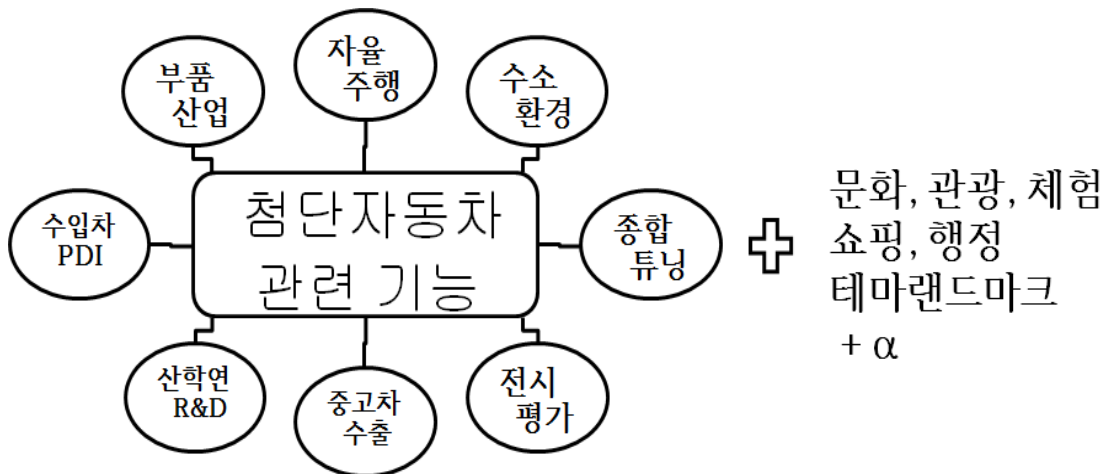 부품
산업
자율
주행
수소
환경
수입차
PDI
첨단자동차
관련 기능
종합
튜닝
산학연
R&D
중고차
수출
전시
평가
문화, 관광, 체험
쇼핑, 행정
테마랜드마크
+ α